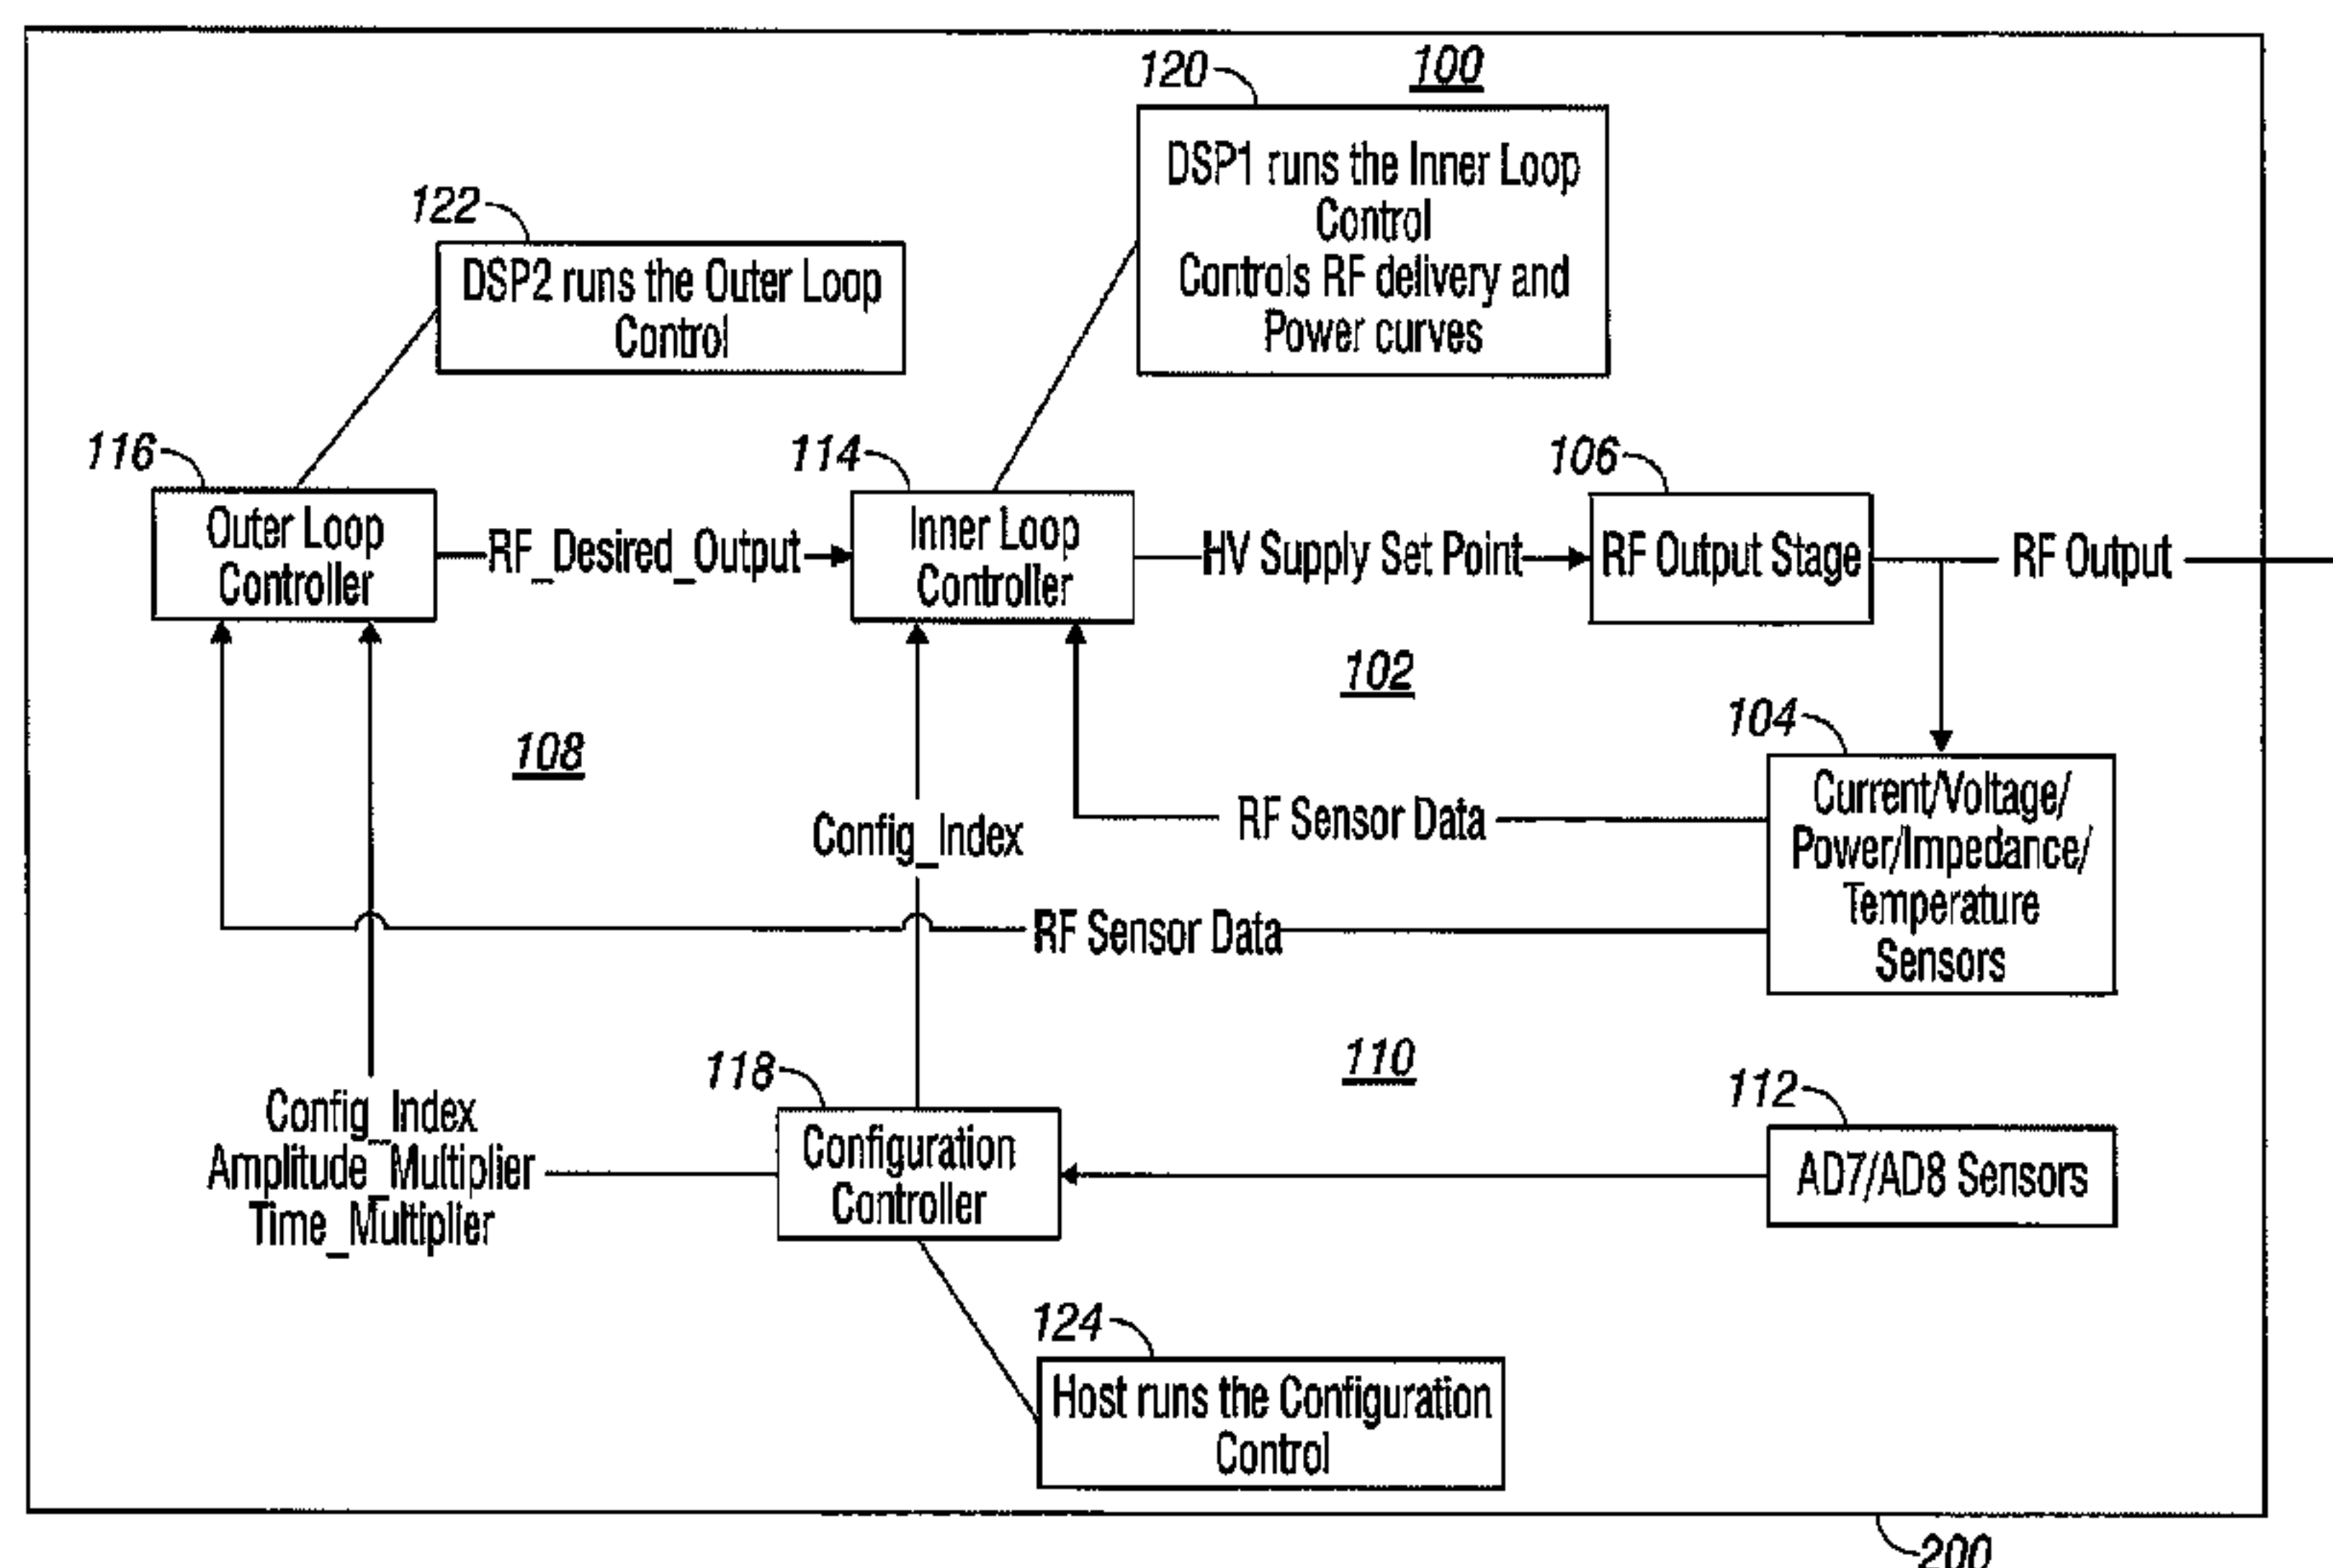 100
120
DSP1 runs the Inner Loop
Control
Controls RF delivery and
Power curves
122
DSP2 runs the Outer Loop
Control
116
Outer Loop
Controller
RF_Desired_Output
114
Inner Loop
Controller
HV Supply Set Point
106
RF Output Stage
RF Output
102
108
104
Current/Voltage/
Power/Impedance/
Temperature
Sensors
RF Sensor Data
Config_Index
RF Sensor Data
110
118
Configuration
Controller
112
AD7/AD8 Sensors
Config_Index
Amplitude_Multiplier
Time_Multiplier
124
Host runs the Configuration
Control
200